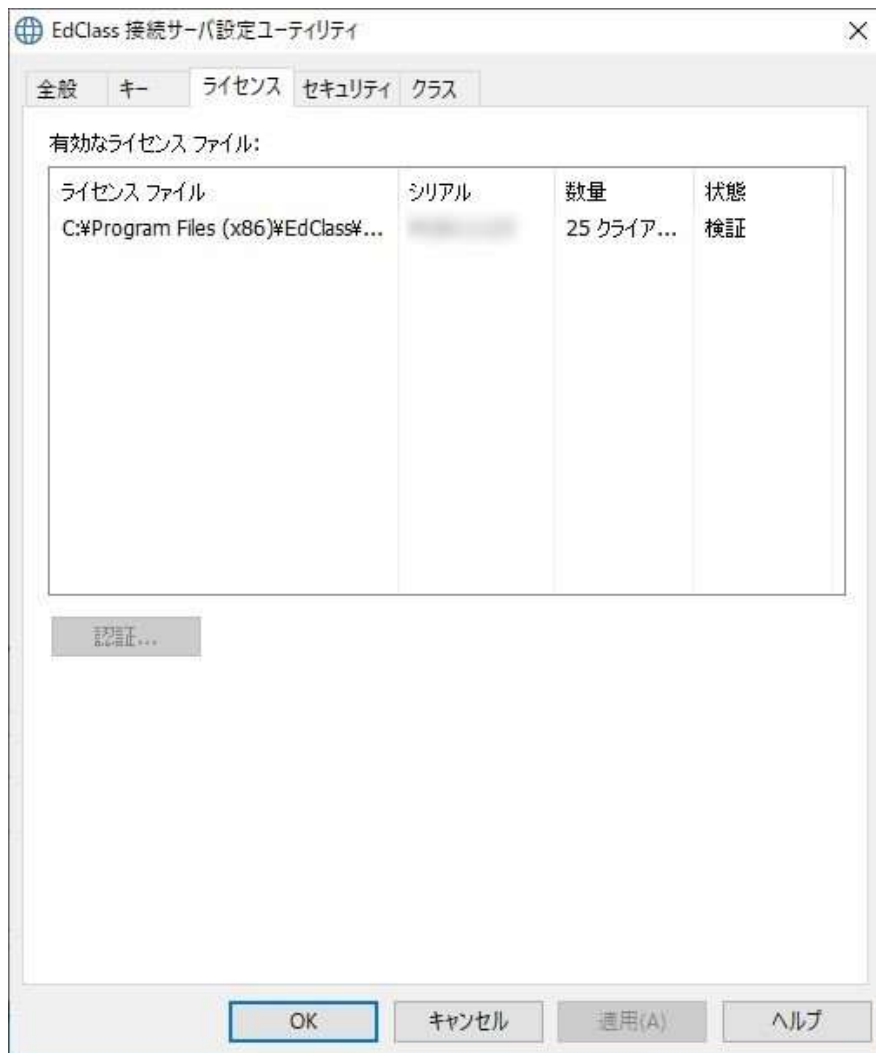 EdClass 接続サーバ設定ユーティリティ
全般 キー ライセンス セキュリティ クラス
有効なライセンス ファイル:
ライセンス ファイル シリアル 数量 状態
C:¥Program Files (x86)¥EdClass¥... 25 クライア... 検証
認証...
OK キャンセル 適用(A) ヘルプ